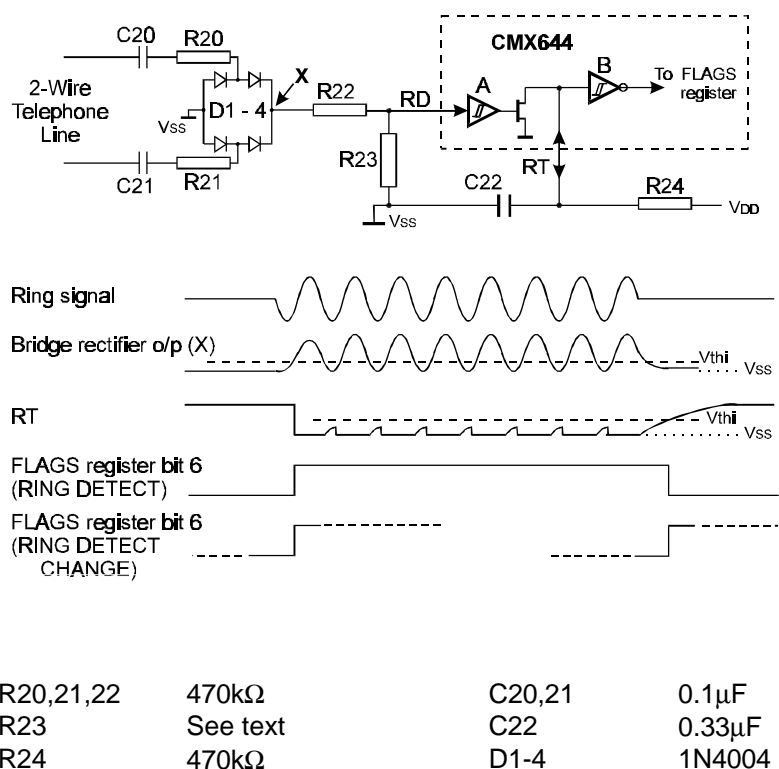 C20 R20
CMX644
2-Wire
Telephone
Line
X
R22
RD
A
B
To FLAGS
register
Vss
D1 - 4
R23
C21 R21
C22
RT
R24
VDD
Vss
Ring signal
Bridge rectifier o/p (X)
Vthi
Vss
RT
Vthi
Vss
FLAGS register bit 6
(RING DETECT)
FLAGS register bit 6
(RING DETECT
CHANGE)
R20,21,22 470kΩ C20,21 0.1µF
R23 See text C22 0.33µF
R24 470kΩ D1-4 1N4004